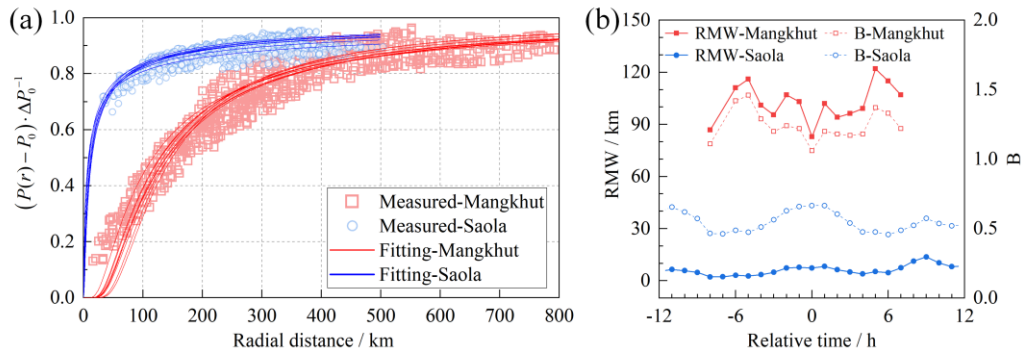 (a)
1.0
0.8
0.6
0.4
0.2
0.0
(P(r) − P₀) · ΔP₀⁻¹
Measured-Mangkhut
Measured-Saola
Fitting-Mangkhut
Fitting-Saola
0 100 200 300 400 500 600 700 800
Radial distance / km
(b)
RMW-Mangkhut B-Mangkhut
RMW-Saola B-Saola
150
120
90
60
30
0
RMW / km
2.0
1.5
1.0
0.5
0.0
B
-12 -6 0 6 12
Relative time / h